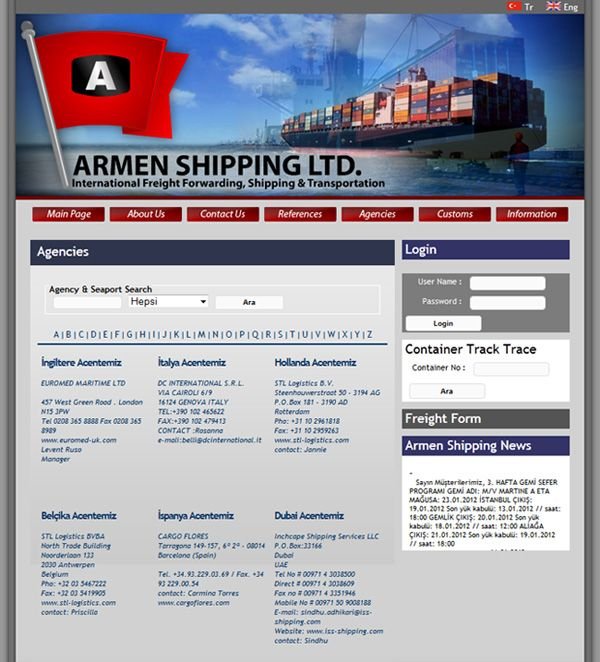 Tr Eng
A
ARMEN SHIPPING LTD.
International Freight Forwarding, Shipping & Transportation
Main Page About Us Contact Us References Agencies Customs Information
Agencies
Agency & Seaport Search
Hepsi Ara
A | B | C | D | E | F | G | H | I | J | K | L | M | N | O | P | Q | R | S | T | U | V | W | X | Y | Z
İngiltere Acentemiz
EUROMED MARITIME LTD
457 West Green Road . London
N15 3PW
Tel 0208 365 8888 Fax 0208 365
8989
www.euromed-uk.com
Levent Ruso
Manager
İtalya Acentemiz
DC INTERNATIONAL S.R.L.
VIA CAIROLI 6/9
16124 GENOVA ITALY
TEL:+390 102 465622
FAX:+390 102 479413
CONTACT :Rosanna
e-mail:belli@dcinternational.it
Hollanda Acentemiz
STL Logistics B.V.
Steenhouwerstraat 50 - 3194 AG
P.O. Box 181 - 3190 AD
Rotterdam
Pho: +31 10 2961818
Fax: +31 10 2959263
www.stl-logistics.com
contact: Jannie
Belçika Acentemiz
STL Logistics BVBA
North Trade Building
Noorderlaan 133
2030 Antwerpen
Belgium
Pho: +32 03 5467222
Fax: +32 03 5419905
www.stl-logistics.com
contact: Priscilla
İspanya Acentemiz
CARGO FLORES
Tarragona 149-157, 6º 2ª - 08014
Barcelona (Spain)
Tel. +34.93.229.03.69 / Fax. +34
93 229.00.54
contact: Carmina Torres
www.cargoflores.com
Dubai Acentemiz
Inchcape Shipping Services LLC
P.O.Box:33166
Dubai
UAE
Tel No # 00971 4 3038500
Direct # 00971 4 3038609
Fax no # 00971 4 3351946
Mobile No # 00971 50 9008188
E-mail: sindhu.adhikari@iss-
shipping.com
Website: www.iss-shipping.com
contact: Sindhu
Login
User Name :
Password :
Login
Container Track Trace
Container No :
Ara
Freight Form
Armen Shipping News
-
Sayın Müşterilerimiz, 3. HAFTA GEMİ SEFER
PROGRAMI GEMİ ADI: M/V MARTINE A ETA
MAĞUSA: 23.01.2012 İSTANBUL ÇIKIŞ:
19.01.2012 Son yük kabulü: 13.01.2012 // saat:
18:00 GEMLİK ÇIKIŞ: 20.01.2012 Son yük
kabulü: 18.01.2012 // saat: 12:00 ALİAĞA
ÇIKIŞ: 21.01.2012 Son yük kabulü: 19.01.2012
// saat: 18:00